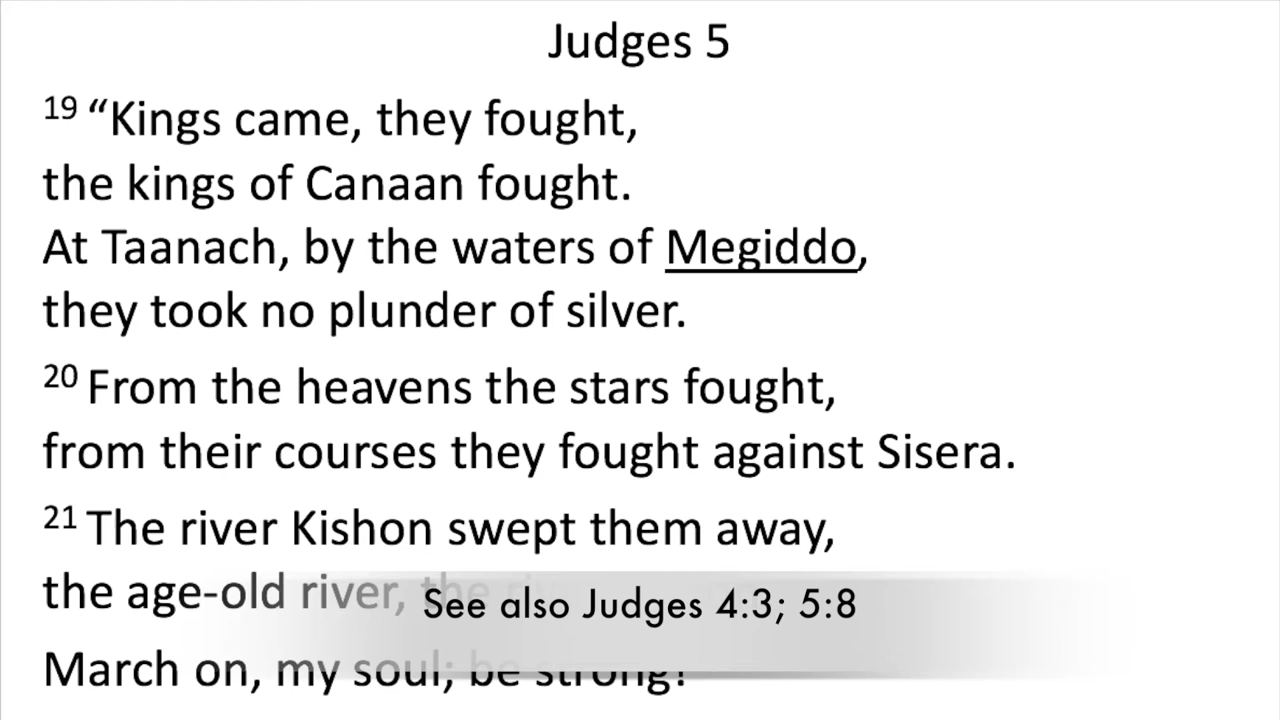 Judges 5
19 “Kings came, they fought,
the kings of Canaan fought.
At Taanach, by the waters of Megiddo,
they took no plunder of silver.
20 From the heavens the stars fought,
from their courses they fought against Sisera.
21 The river Kishon swept them away,
the age-old river, the
See also Judges 4:3; 5:8
March on, my soul; be strong!